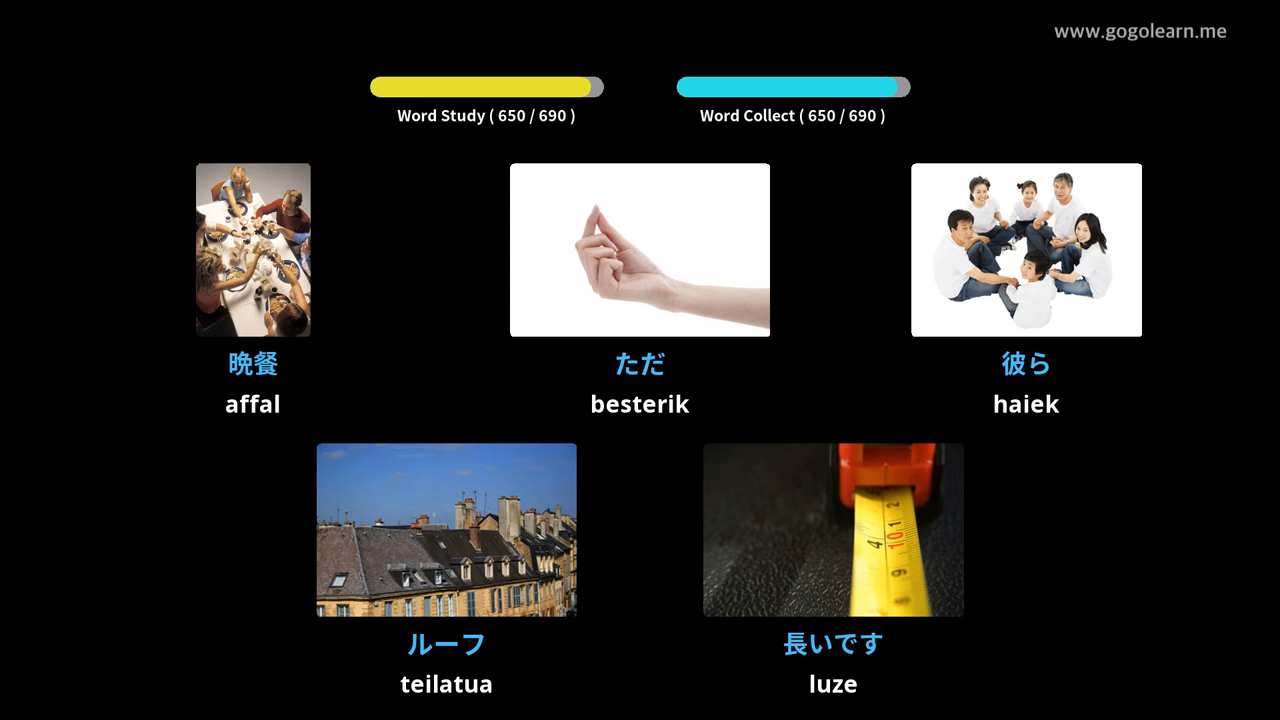 www.gogolearn.me
Word Study ( 650 / 690 )
Word Collect ( 650 / 690 )
晩餐
ただ
彼ら
affal
besterik
haiek
ルーフ
長いです
teilatua
luze